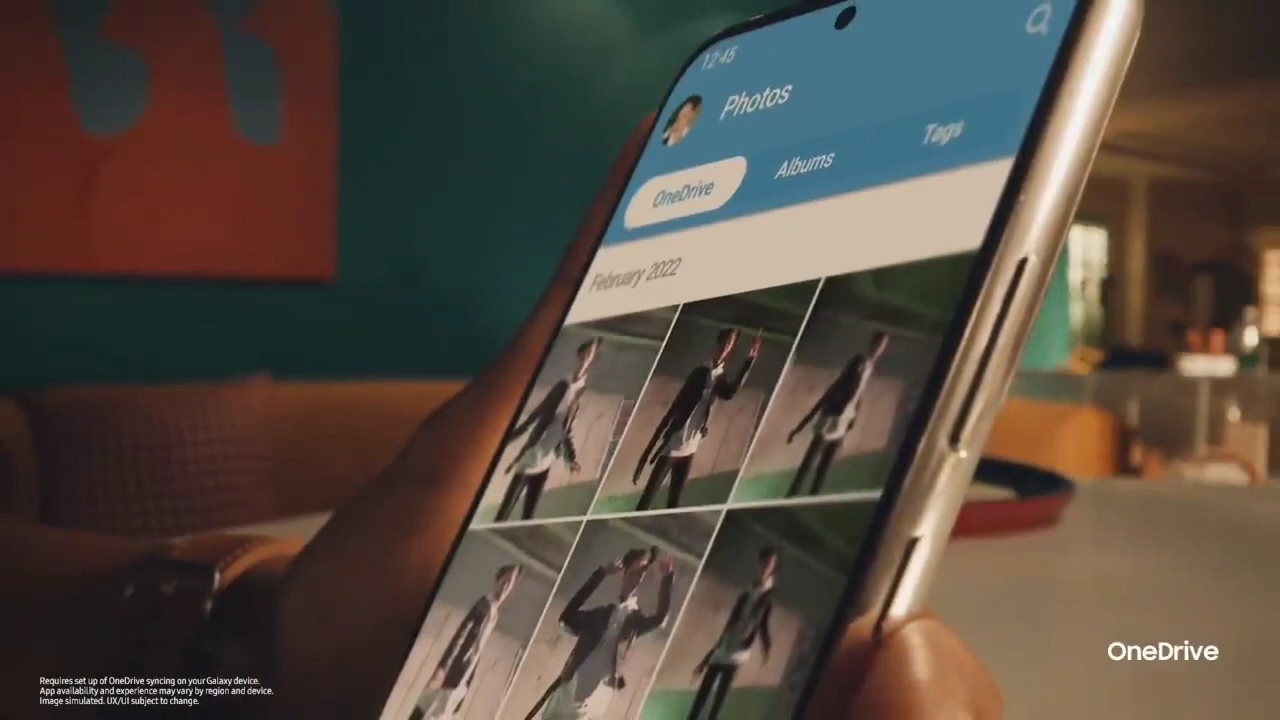 12:45
Photos
OneDrive
Albums
Tags
February 2022
OneDrive
Requires set up of OneDrive syncing on your Galaxy device.
App availability and experience may vary by region and device.
Image simulated. UX/UI subject to change.